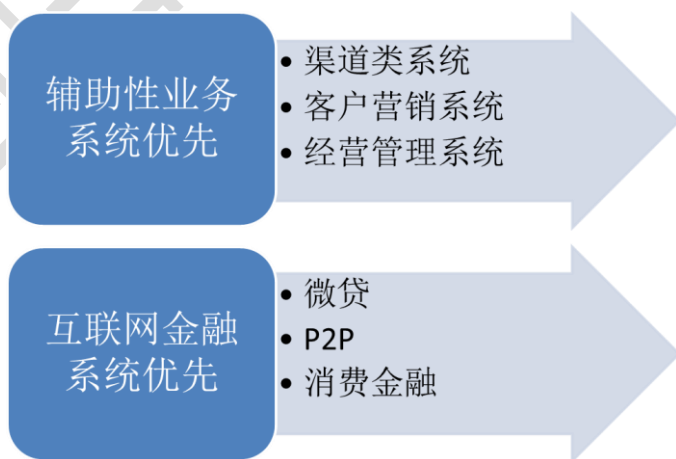 辅助性业务
系统优先
• 渠道类系统
• 客户营销系统
• 经营管理系统
互联网金融
系统优先
• 微贷
• P2P
• 消费金融